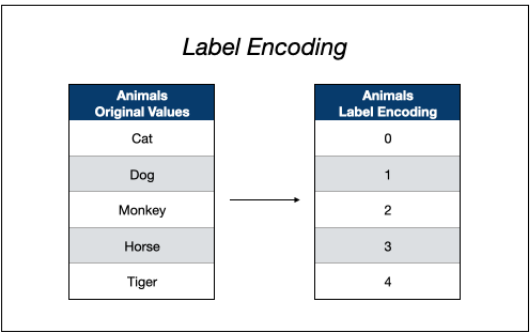 Label Encoding
Animals
Original Values
Cat
Dog
Monkey
Horse
Tiger
Animals
Label Encoding
0
1
2
3
4